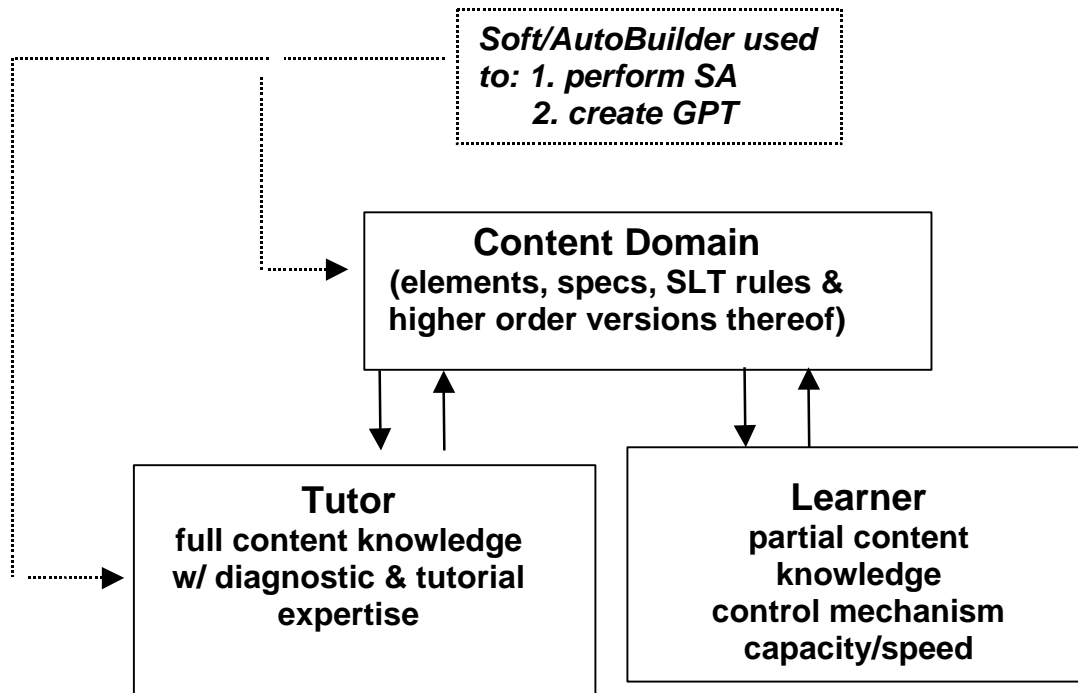 Soft/AutoBuilder used
to: 1. perform SA
2. create GPT
Content Domain
(elements, specs, SLT rules &
higher order versions thereof)
Tutor
full content knowledge
w/ diagnostic & tutorial
expertise
Learner
partial content
knowledge
control mechanism
capacity/speed